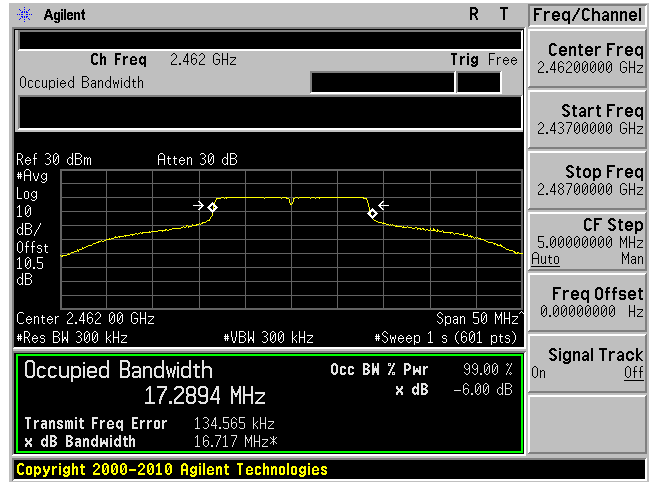 Agilent R T Freq/Channel
Ch Freq 2.462 GHz Trig Free
Occupied Bandwidth
Center Freq
2.46200000 GHz
Start Freq
2.43700000 GHz
Stop Freq
2.48700000 GHz
CF Step
5.00000000 MHz
Auto Man
Freq Offset
0.00000000 Hz
Signal Track
On Off
Ref 30 dBm Atten 30 dB
#Avg
Log
10
dB/
Offst
10.5
dB
Center 2.462 00 GHz Span 50 MHz^
#Res BW 300 kHz #VBW 300 kHz #Sweep 1 s (601 pts)
Occupied Bandwidth Occ BW % Pwr 99.00 %
17.2894 MHz x dB -6.00 dB
Transmit Freq Error 134.565 kHz
x dB Bandwidth 16.717 MHz*
Copyright 2000-2010 Agilent Technologies